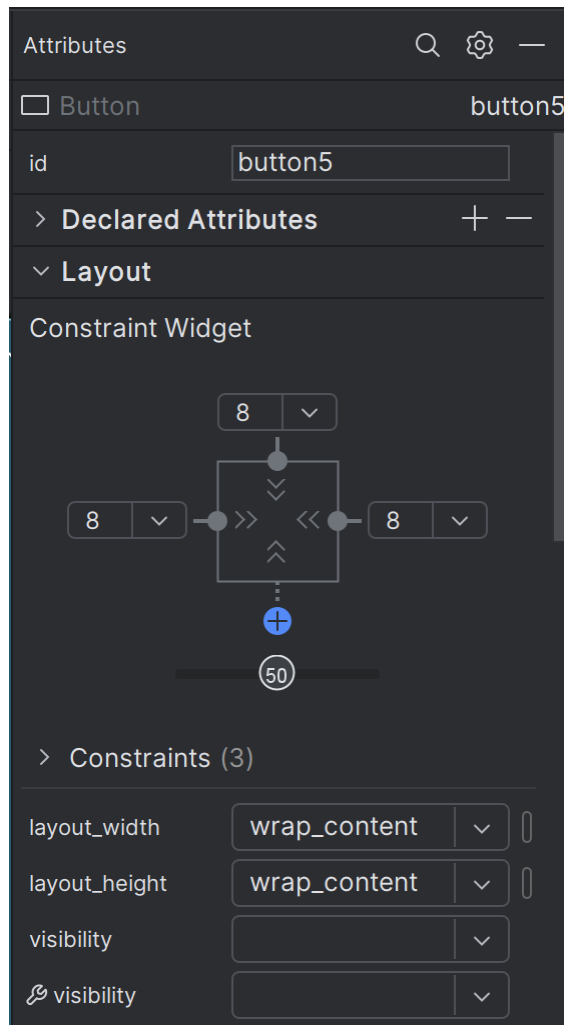 Attributes
Button button5
id button5
Declared Attributes
Layout
Constraint Widget
8
8 8
50
Constraints (3)
layout_width wrap_content
layout_height wrap_content
visibility
visibility